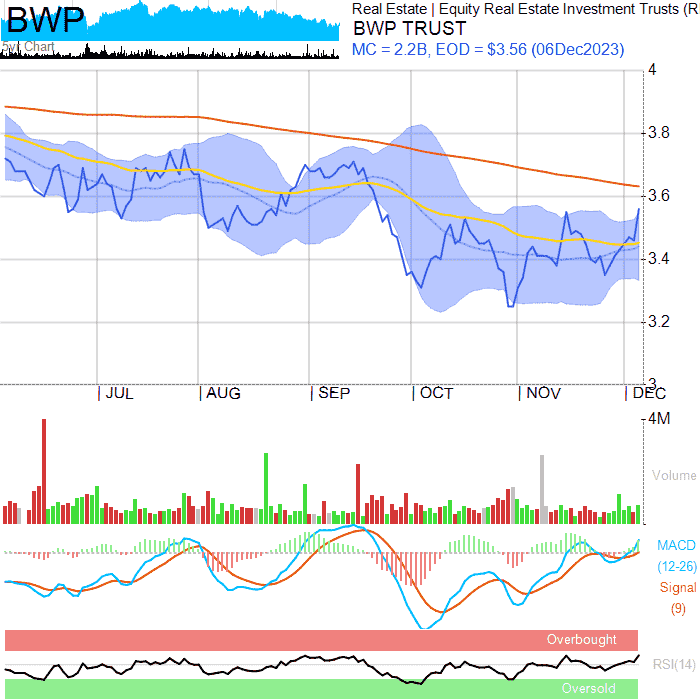 BWP
5yr Chart
Real Estate | Equity Real Estate Investment Trusts (R
BWP TRUST
MC = 2.2B, EOD = $3.56 (06Dec2023)
4
3.8
3.6
3.4
3.2
3
| JUL | AUG | SEP | OCT | NOV | DEC
4M
Volume
MACD
(12-26)
Signal
(9)
Overbought
RSI(14)
Oversold